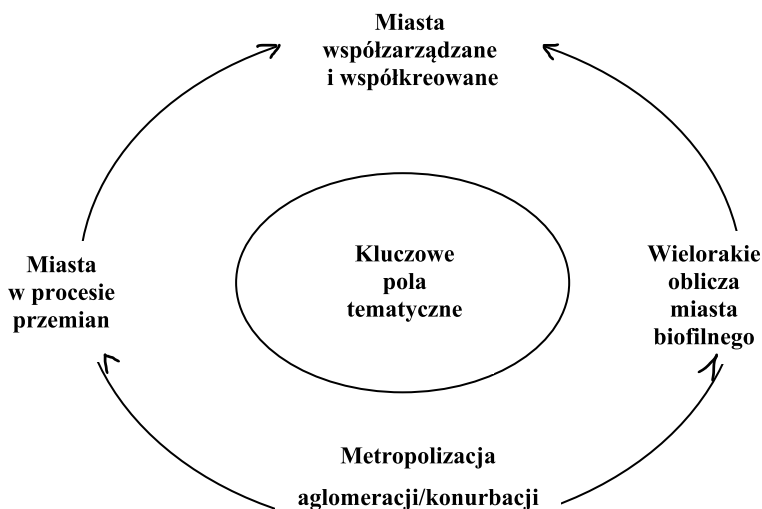 Miasta
współzarządzane
i współkreowane
Miasta
w procesie
przemian
Kluczowe
pola
tematyczne
Wielorakie
oblicza
miasta
biofilnego
Metropolizacja
aglomeracji/konurbacji